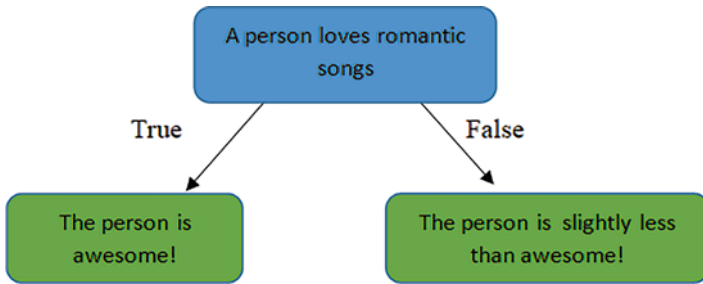 A person loves romantic
songs
True
False
The person is
awesome!
The person is slightly less
than awesome!